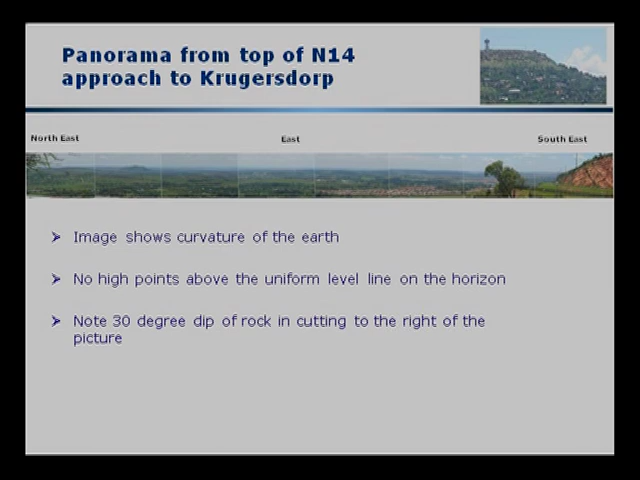 Panorama from top of N14
approach to Krugersdorp
North East East South East
Image shows curvature of the earth
No high points above the uniform level line on the horizon
Note 30 degree dip of rock in cutting to the right of the
picture